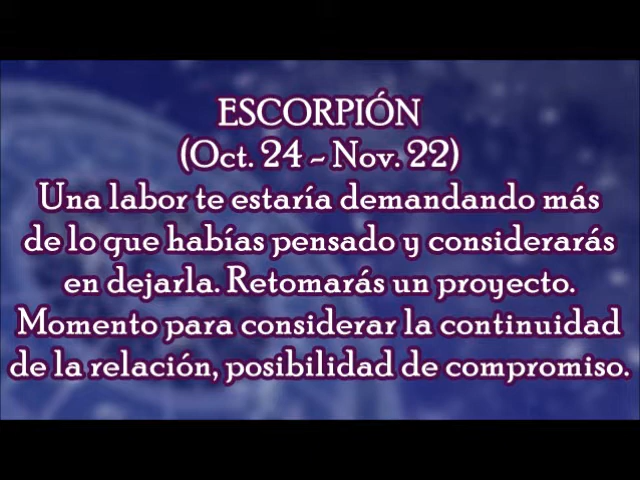 ESCORPIÓN
(Oct. 24 - Nov. 22)
Una labor te estaría demandando más
de lo que habías pensado y considerarás
en dejarla. Retomarás un proyecto.
Momento para considerar la continuidad
de la relación, posibilidad de compromiso.